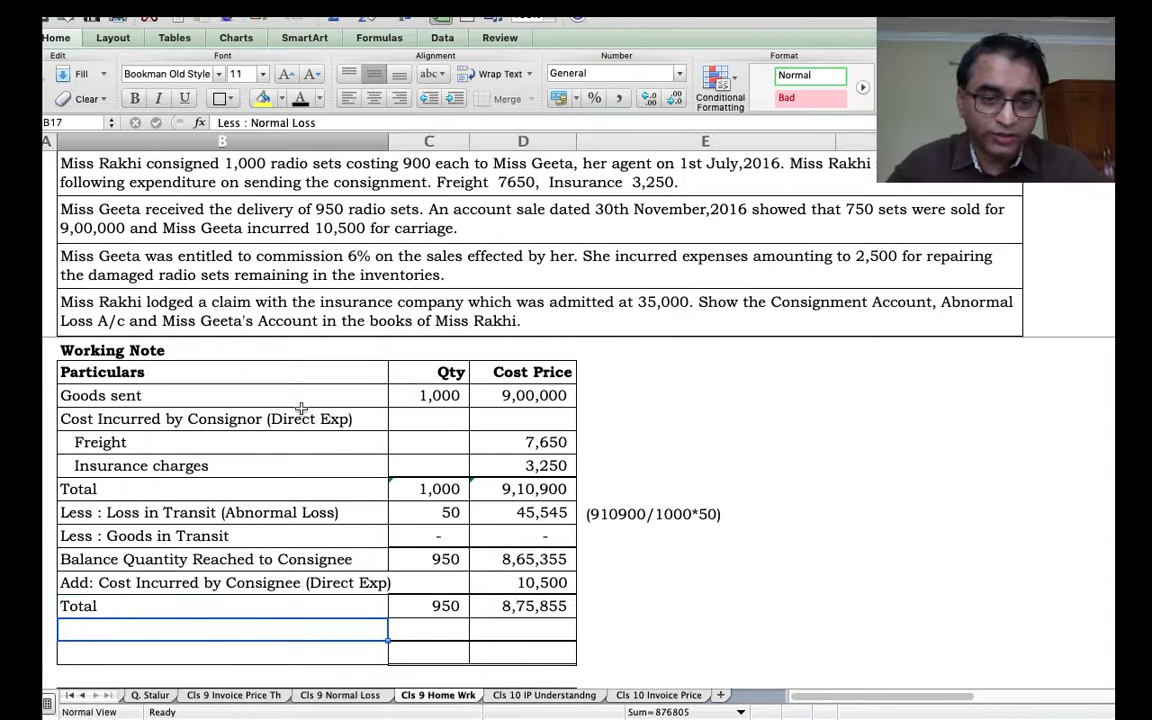 Home Layout Tables Charts SmartArt Formulas Data Review
Edit Font Alignment Number Format
Fill Bookman Old Style 11 A A abc Wrap Text General Normal
Clear B I U A Merge % Conditional Formatting Bad
B17 fx Less : Normal Loss
A B C D E
Miss Rakhi consigned 1,000 radio sets costing 900 each to Miss Geeta, her agent on 1st July,2016. Miss Rakhi
following expenditure on sending the consignment. Freight 7650, Insurance 3,250.
Miss Geeta received the delivery of 950 radio sets. An account sale dated 30th November,2016 showed that 750 sets were sold for
9,00,000 and Miss Geeta incurred 10,500 for carriage.
Miss Geeta was entitled to commission 6% on the sales effected by her. She incurred expenses amounting to 2,500 for repairing
the damaged radio sets remaining in the inventories.
Miss Rakhi lodged a claim with the insurance company which was admitted at 35,000. Show the Consignment Account, Abnormal
Loss A/c and Miss Geeta's Account in the books of Miss Rakhi.
Working Note
Particulars Qty Cost Price
Goods sent 1,000 9,00,000
Cost Incurred by Consignor (Direct Exp)
Freight 7,650
Insurance charges 3,250
Total 1,000 9,10,900
Less : Loss in Transit (Abnormal Loss) 50 45,545 (910900/1000*50)
Less : Goods in Transit - -
Balance Quantity Reached to Consignee 950 8,65,355
Add: Cost Incurred by Consignee (Direct Exp) 10,500
Total 950 8,75,855
Q. Stalur Cls 9 Invoice Price Th Cls 9 Normal Loss Cls 9 Home Wrk Cls 10 IP Understandng Cls 10 Invoice Price +
Normal View Ready Sum=876805